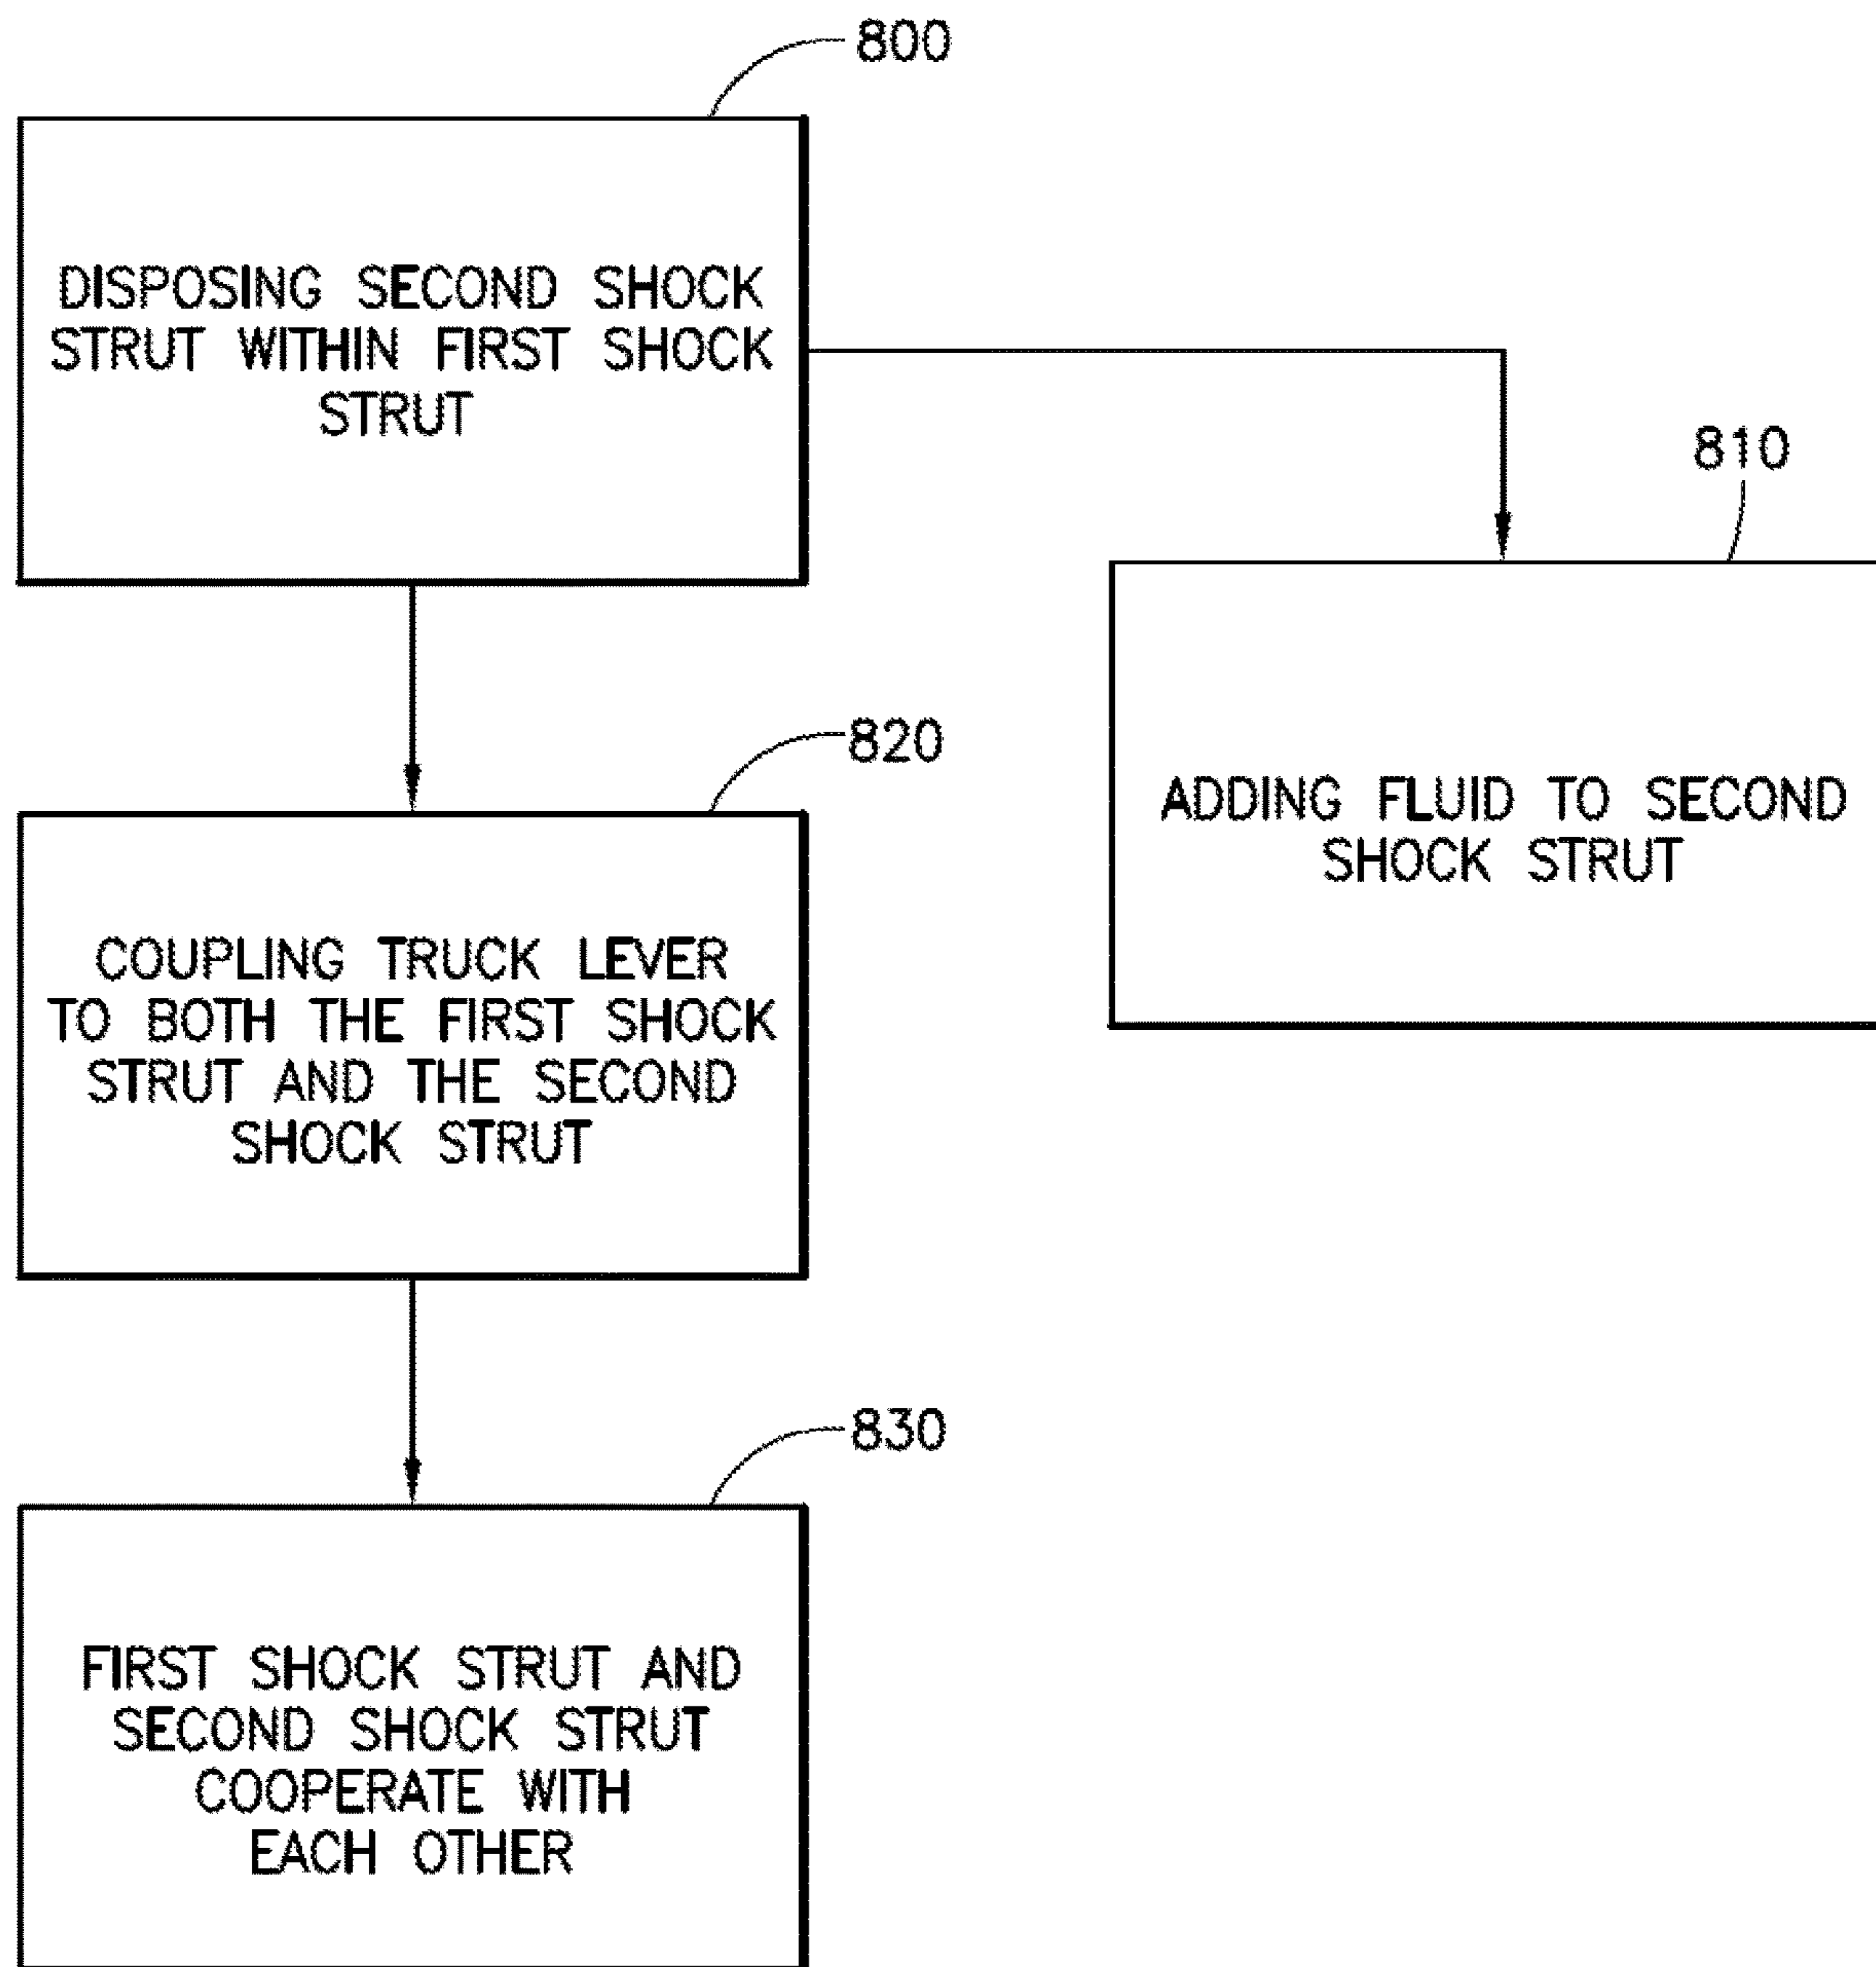 800
DISPOSING SECOND SHOCK
STRUT WITHIN FIRST SHOCK
STRUT
810
ADDING FLUID TO SECOND
SHOCK STRUT
820
COUPLING TRUCK LEVER
TO BOTH THE FIRST SHOCK
STRUT AND THE SECOND
SHOCK STRUT
830
FIRST SHOCK STRUT AND
SECOND SHOCK STRUT
COOPERATE WITH
EACH OTHER